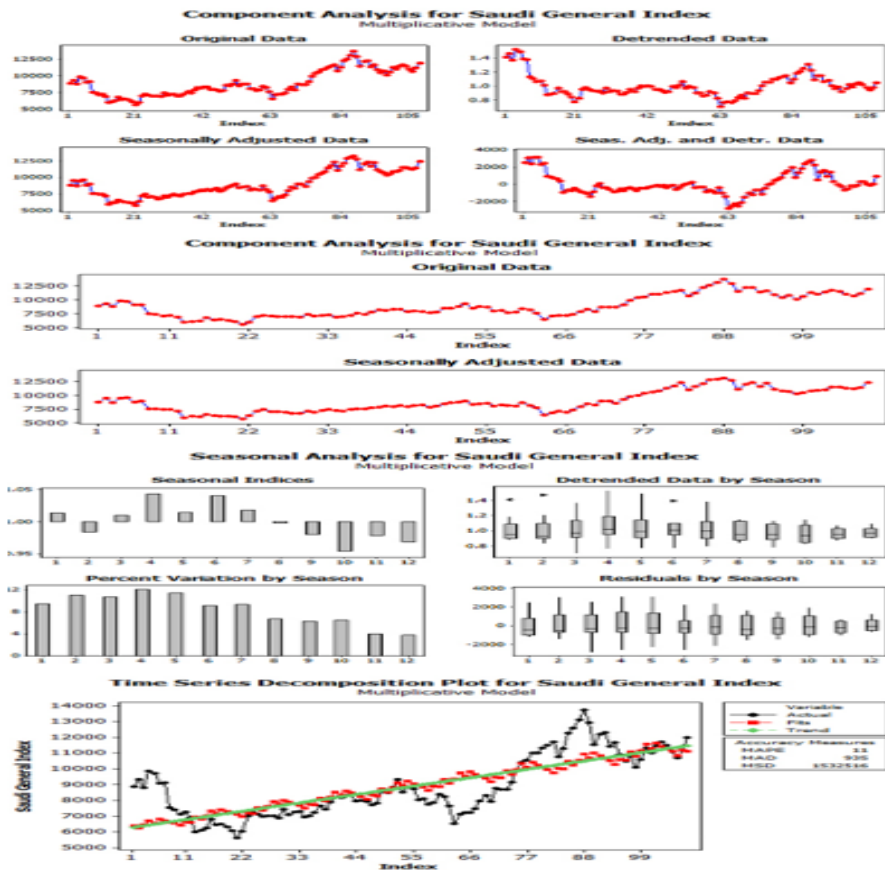 Component Analysis for Saudi General Index
Multiplicative Model
Original Data
Detrended Data
12500
10000
7500
5000
1 21 42 63 84 105
Index
1.4
1.2
1.0
0.8
1 21 42 63 84 105
Index
Seasonally Adjusted Data
Seas. Adj. and Detr. Data
12500
10000
7500
5000
1 21 42 63 84 105
Index
4000
2000
0
-2000
1 21 42 63 84 105
Index
Component Analysis for Saudi General Index
Multiplicative Model
Original Data
12500
10000
7500
5000
1 11 22 33 44 55 66 77 88 99
Index
Seasonally Adjusted Data
12500
10000
7500
5000
1 11 22 33 44 55 66 77 88 99
Index
Seasonal Analysis for Saudi General Index
Multiplicative Model
Seasonal Indices
Detrended Data by Season
1.05
1.00
0.95
1 2 3 4 5 6 7 8 9 10 11 12
1.4
1.2
1.0
0.8
1 2 3 4 5 6 7 8 9 10 11 12
Percent Variation by Season
Residuals by Season
12
8
4
0
1 2 3 4 5 6 7 8 9 10 11 12
4000
2000
0
-2000
1 2 3 4 5 6 7 8 9 10 11 12
Time Series Decomposition Plot for Saudi General Index
Multiplicative Model
Saudi General Index
14000
13000
12000
11000
10000
9000
8000
7000
6000
5000
1 11 22 33 44 55 66 77 88 99
Index
Variable
Actual
Fits
Trend
Accuracy Measures
MAPE 11
MAD 935
MSD 1532516